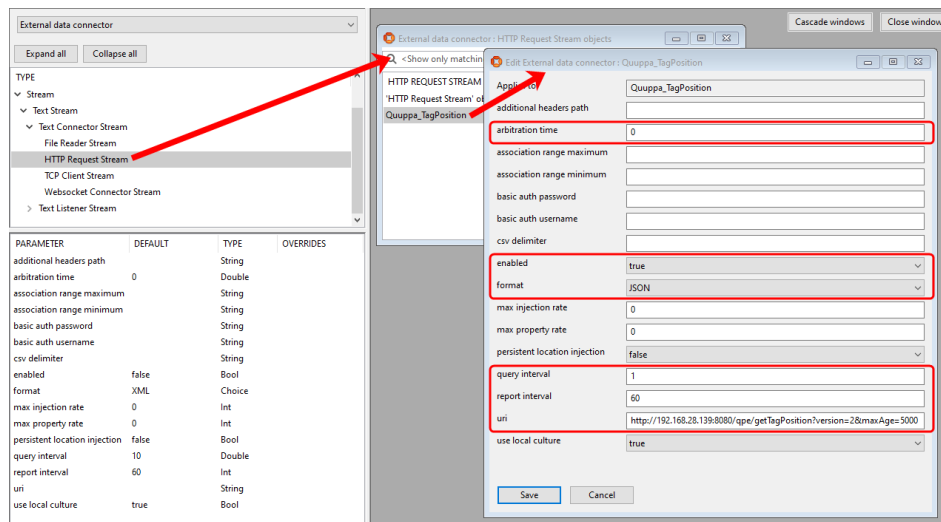 External data connector
Expand all
Collapse all
TYPE
Stream
Text Stream
Text Connector Stream
File Reader Stream
HTTP Request Stream
TCP Client Stream
Websocket Connector Stream
Text Listener Stream
PARAMETER DEFAULT TYPE OVERRIDES
additional headers path String
arbitration time 0 Double
association range maximum String
association range minimum String
basic auth password String
basic auth username String
csv delimiter String
enabled false Bool
format XML Choice
max injection rate 0 Int
max property rate 0 Int
persistent location injection false Bool
query interval 10 Double
report interval 60 Int
uri String
use local culture true Bool
Cascade windows
Close window
External data connector : HTTP Request Stream objects
<Show only matchin
HTTP REQUEST STREAM
'HTTP Request Stream' ob
Quuppa_TagPosition
Edit External data connector : Quuppa_TagPosition
Quuppa_TagPosition
additional headers path
arbitration time 0
association range maximum
association range minimum
basic auth password
basic auth username
csv delimiter
enabled true
format JSON
max injection rate 0
max property rate 0
persistent location injection false
query interval 1
report interval 60
uri http://192.168.28.139:8080/qpe/getTagPosition?version=2&maxAge=5000
use local culture true
Save
Cancel